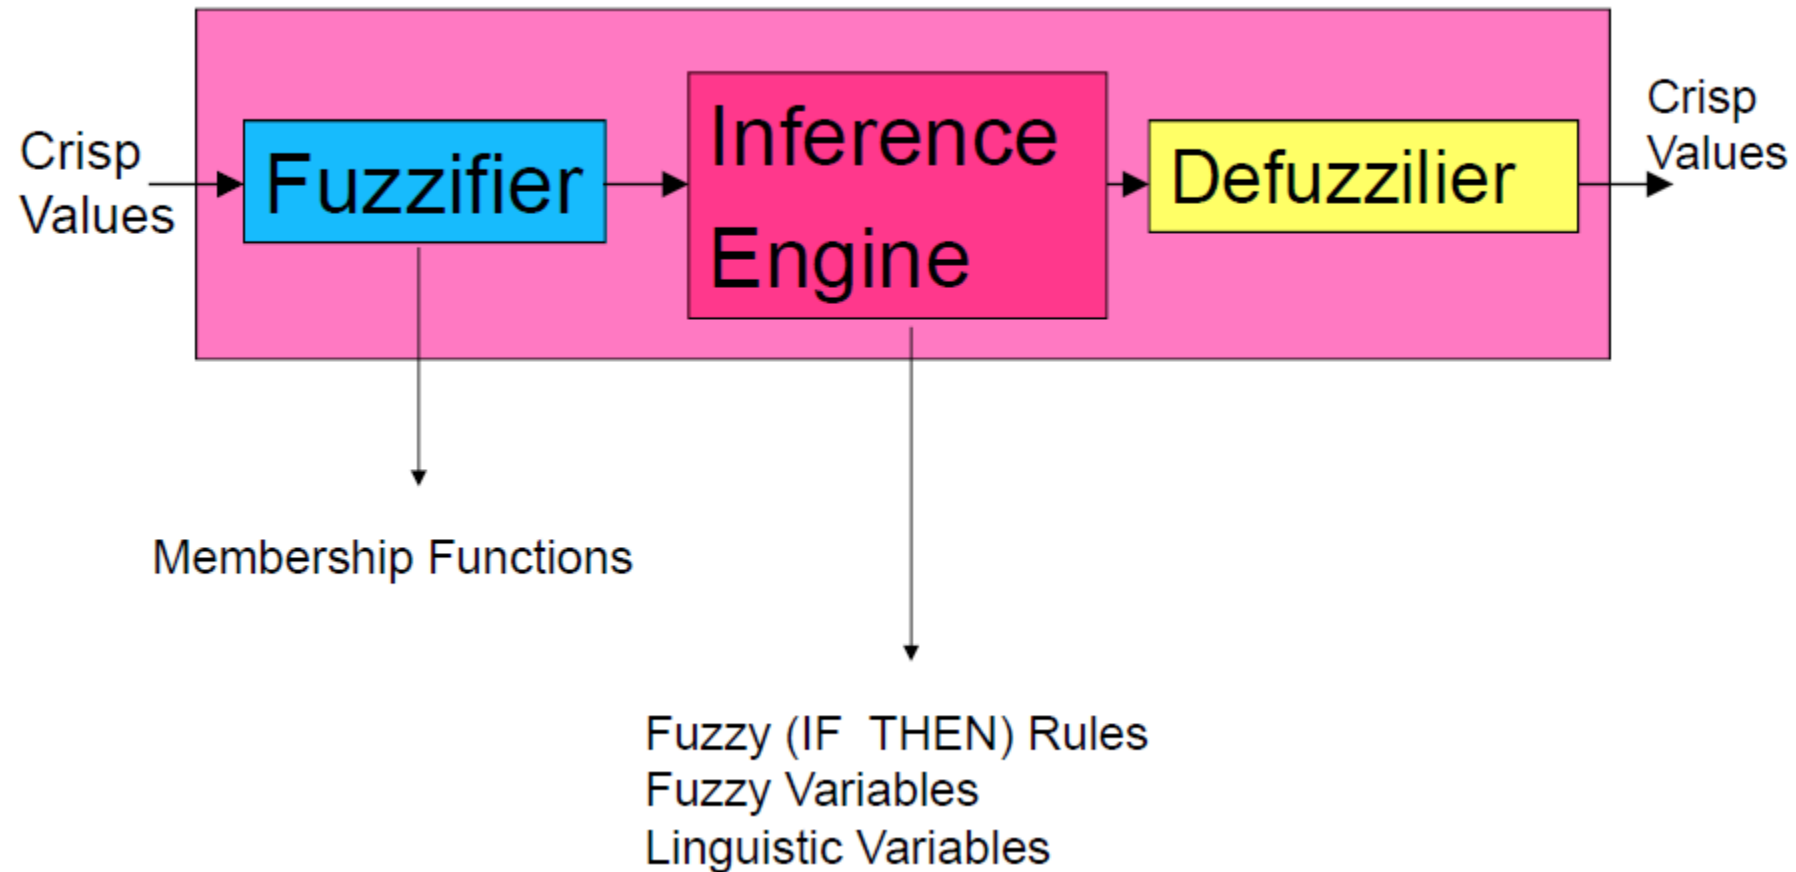 Crisp
Values
Fuzzifier
Inference
Engine
Defuzzilier
Crisp
Values
Membership Functions
Fuzzy (IF  THEN) Rules
Fuzzy Variables
Linguistic Variables